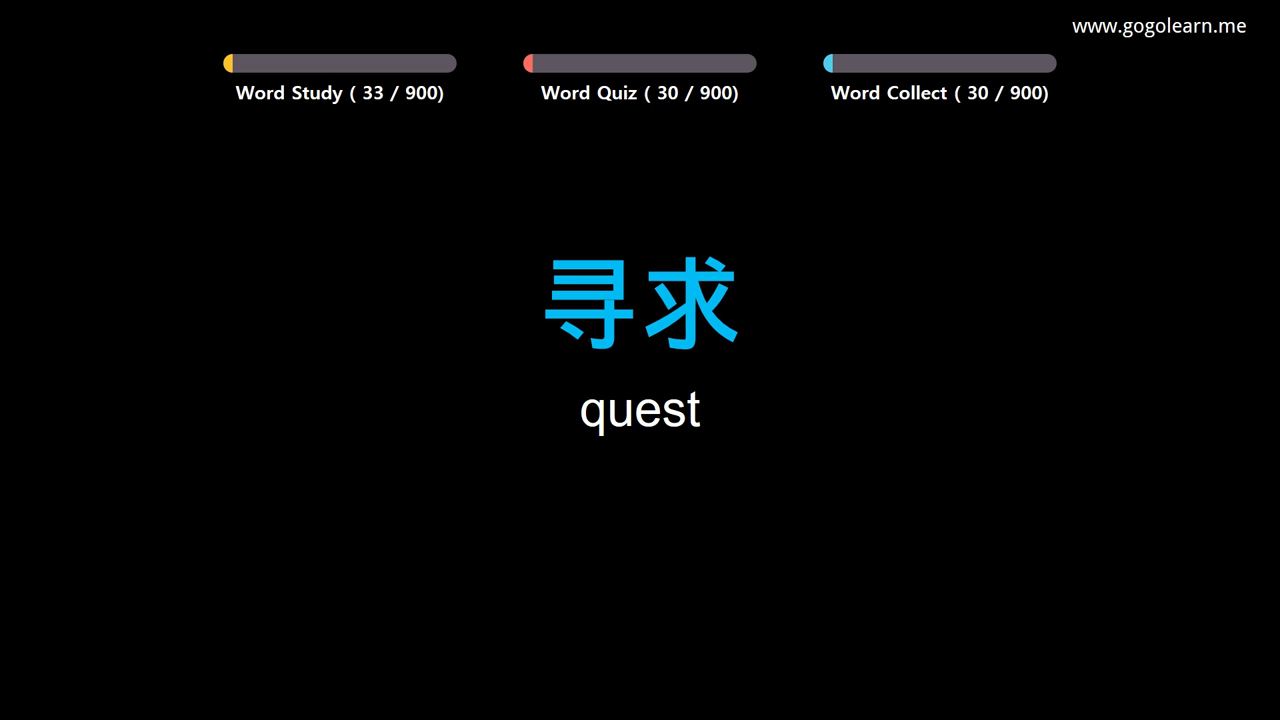 www.gogolearn.me
Word Study ( 33 / 900)
Word Quiz ( 30 / 900)
Word Collect ( 30 / 900)
寻求
quest